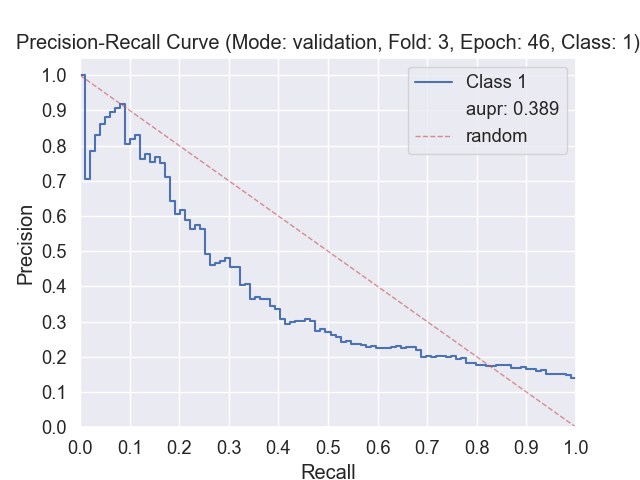 Precision-Recall Curve (Mode: validation, Fold: 3, Epoch: 46, Class: 1)
Class 1
aupr: 0.389
random
Precision
1.0
0.9
0.8
0.7
0.6
0.5
0.4
0.3
0.2
0.1
0.0
0.0 0.1 0.2 0.3 0.4 0.5 0.6 0.7 0.8 0.9 1.0
Recall